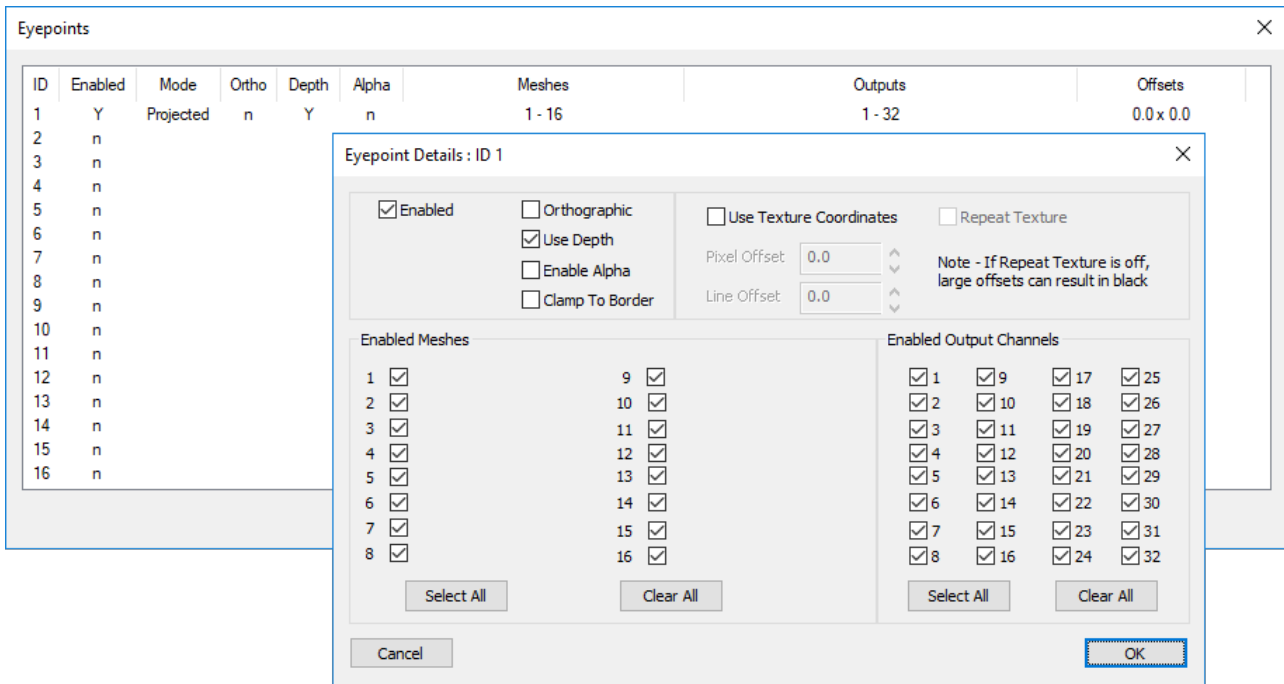 Eyepoints
ID Enabled Mode Ortho Depth Alpha Meshes Outputs Offsets
1 Y Projected n Y n 1 - 16 1 - 32 0.0 x 0.0
2 n
3 n
4 n
5 n
6 n
7 n
8 n
9 n
10 n
11 n
12 n
13 n
14 n
15 n
16 n
Eyepoint Details : ID 1
Enabled
Orthographic
Use Depth
Enable Alpha
Clamp To Border
Use Texture Coordinates
Repeat Texture
Pixel Offset 0.0
Line Offset 0.0
Note - If Repeat Texture is off,
large offsets can result in black
Enabled Meshes
1 9
2 10
3 11
4 12
5 13
6 14
7 15
8 16
Select All Clear All
Enabled Output Channels
1 9 17 25
2 10 18 26
3 11 19 27
4 12 20 28
5 13 21 29
6 14 22 30
7 15 23 31
8 16 24 32
Select All Clear All
Cancel OK